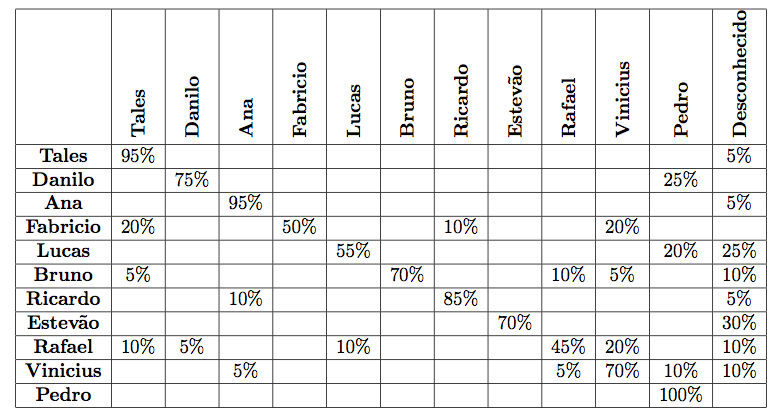 Tales Danilo Ana Fabricio Lucas Bruno Ricardo Estevão Rafael Vinicius Pedro Desconhecido
Tales 95% 5%
Danilo 75% 25%
Ana 95% 5%
Fabricio 20% 50% 10% 20%
Lucas 55% 20% 25%
Bruno 5% 70% 10% 5% 10%
Ricardo 10% 85% 5%
Estevão 70% 30%
Rafael 10% 5% 10% 45% 20% 10%
Vinicius 5% 5% 70% 10% 10%
Pedro 100%